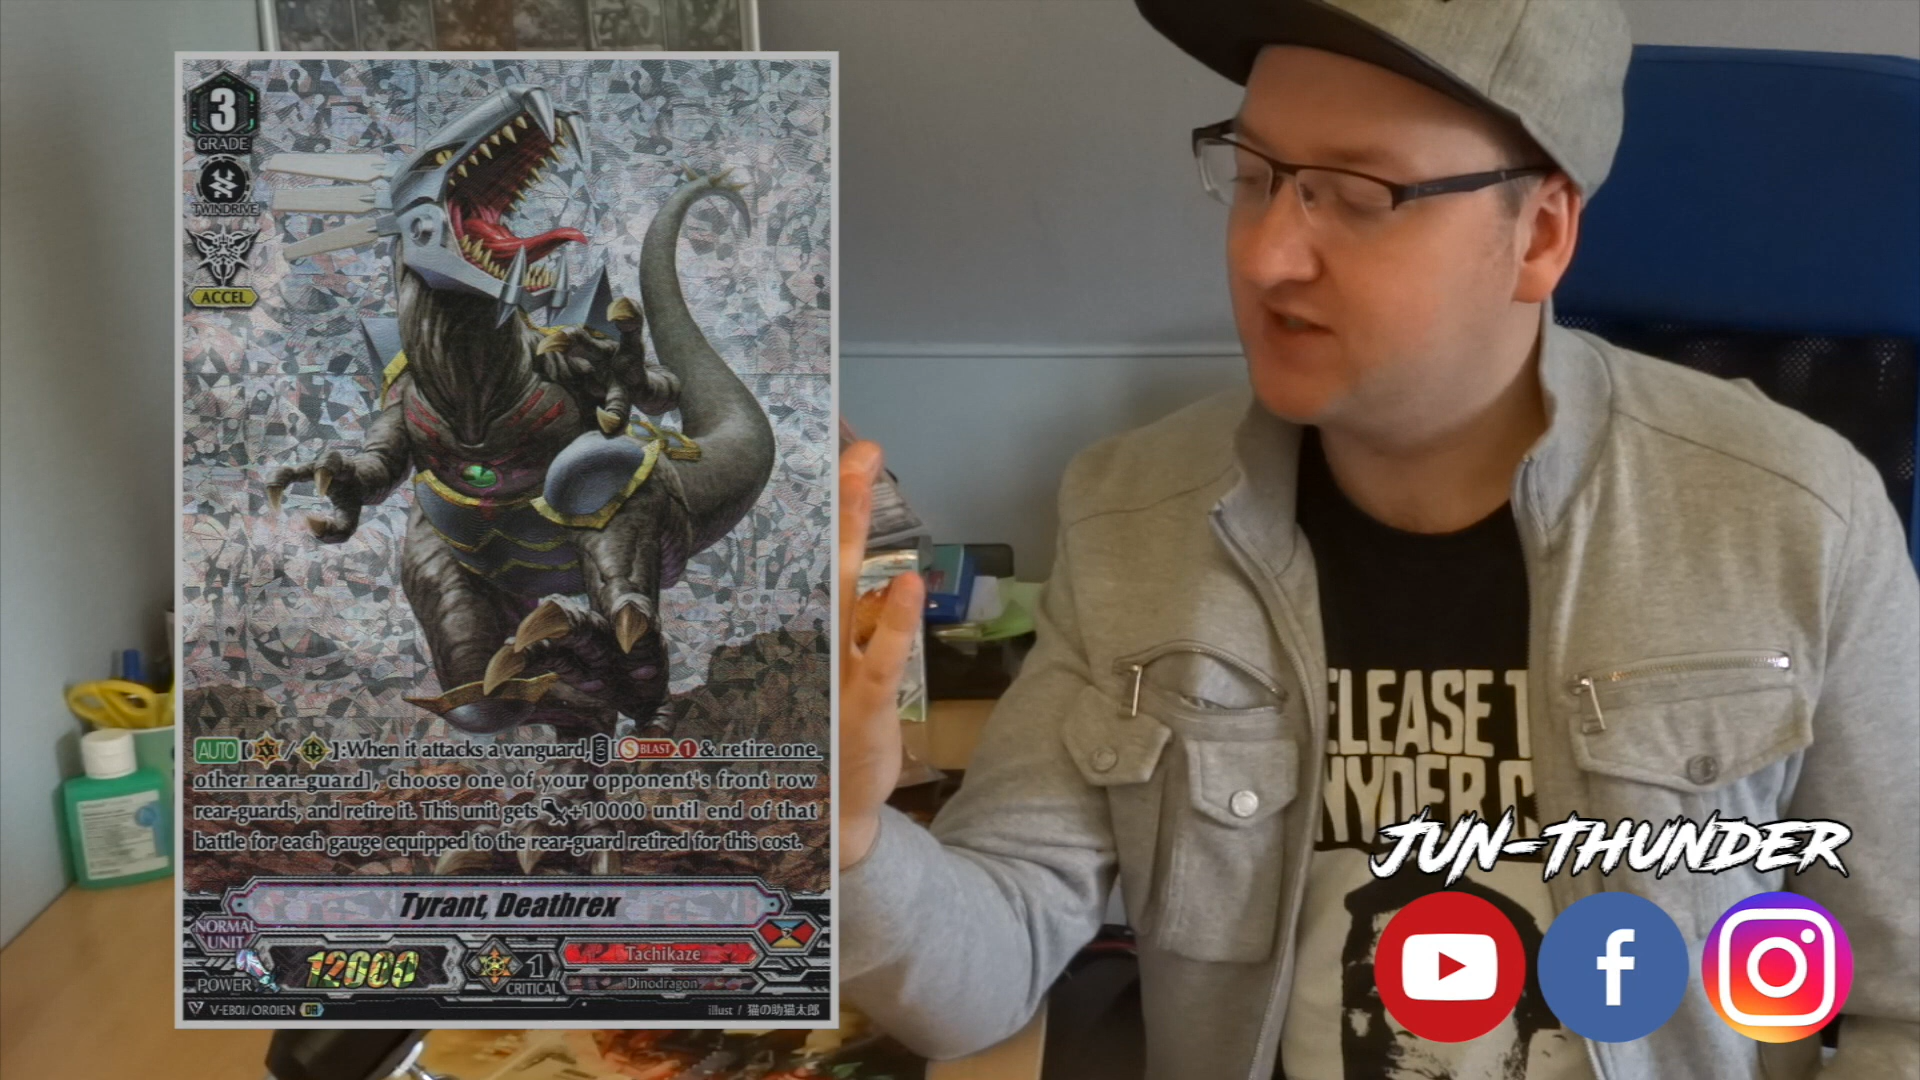 3
GRADE
TWINDRIVE
ACCEL
AUTO [V/R]:When it attacks a vanguard, COST [S BLAST 1 & retire one
other rear-guard], choose one of your opponent's front row
rear-guards, and retire it. This unit gets +10000 until end of that
battle for each gauge equipped to the rear-guard retired for this cost.
Tyrant, Deathrex
NORMAL
UNIT
POWER
12000
1
CRITICAL
Tachikaze
Dinodragon
V-EB01/OR01EN OR
illust / 猫の助猫太郎
ELEASE T
NYDER C
JUN-THUNDER
f